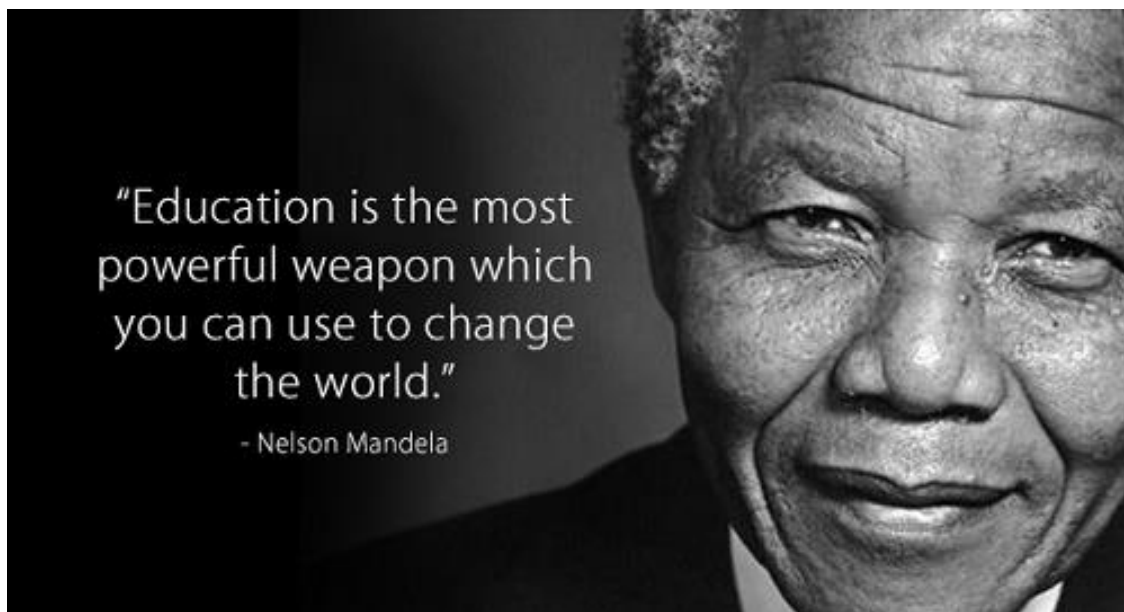 “Education is the most
powerful weapon which
you can use to change
the world.”
- Nelson Mandela